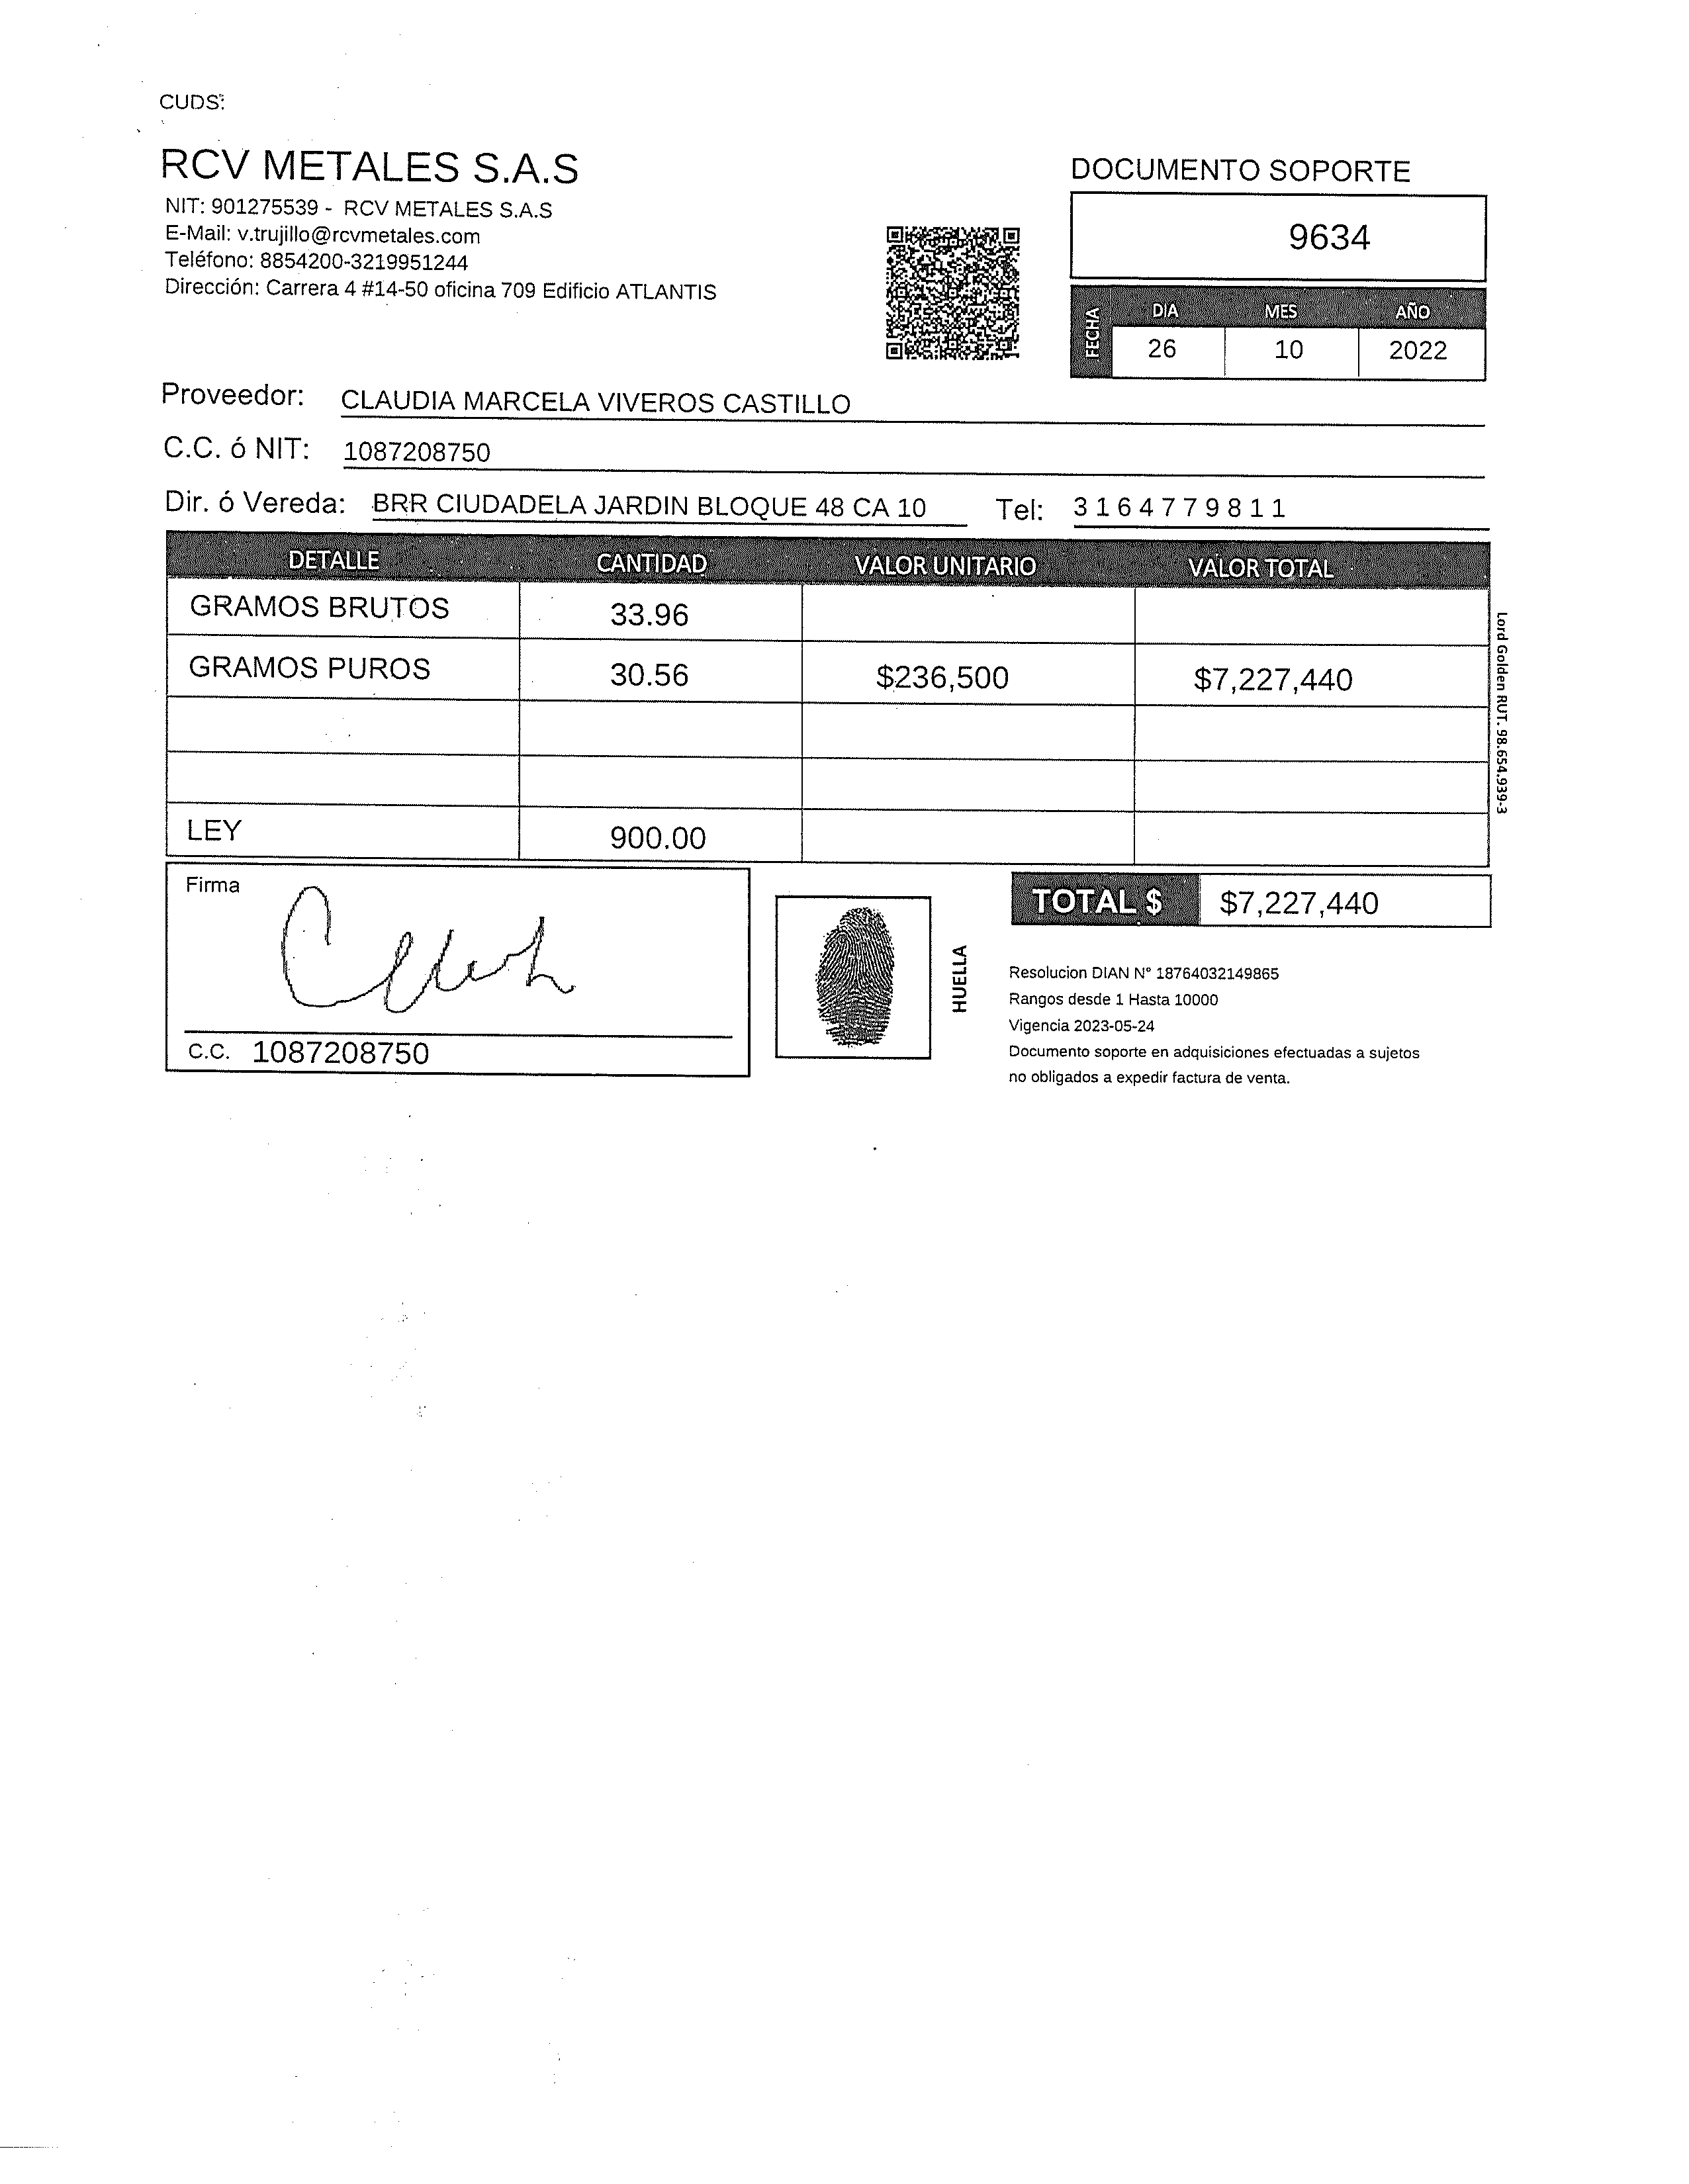 CUDS:
RCV METALES S.A.S
NIT: 901275539 - RCV METALES S.A.S
E-Mail: v.trujillo@rcvmetales.com
Teléfono: 8854200-3219951244
Dirección: Carrera 4 #14-50 oficina 709 Edificio ATLANTIS
DOCUMENTO SOPORTE
9634
FECHA
DIA MES AÑO
26 10 2022
Proveedor: CLAUDIA MARCELA VIVEROS CASTILLO
C.C. ó NIT: 1087208750
Dir. ó Vereda: BRR CIUDADELA JARDIN BLOQUE 48 CA 10 Tel: 3164779811
DETALLE CANTIDAD VALOR UNITARIO VALOR TOTAL
GRAMOS BRUTOS 33.96
GRAMOS PUROS 30.56 $236,500 $7,227,440
LEY 900.00
Lord Golden RUT. 98.654.939-3
Firma
C.C. 1087208750
HUELLA
TOTAL $ $7,227,440
Resolucion DIAN N° 18764032149865
Rangos desde 1 Hasta 10000
Vigencia 2023-05-24
Documento soporte en adquisiciones efectuadas a sujetos
no obligados a expedir factura de venta.